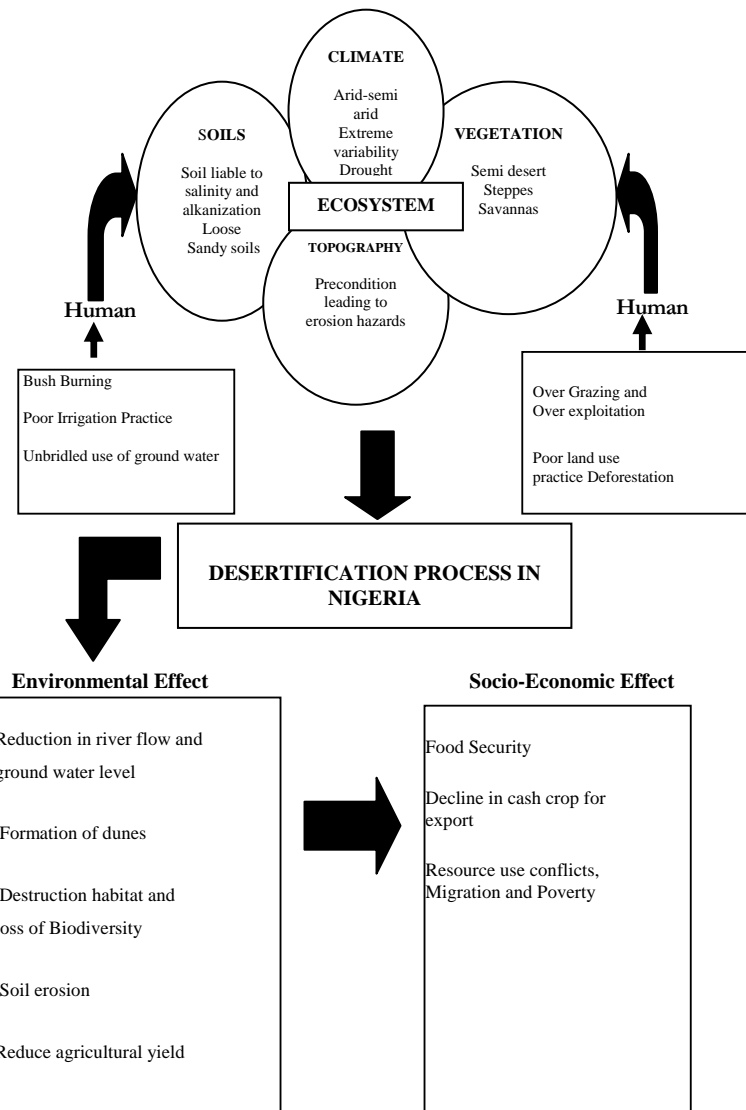 CLIMATE
Arid-semi
arid
Extreme
variability
Drought
SOILS
Soil liable to
salinity and
alkanization
Loose
Sandy soils
VEGETATION
Semi desert
Steppes
Savannas
ECOSYSTEM
TOPOGRAPHY
Precondition
leading to
erosion hazards
Human
Human
Bush Burning
Poor Irrigation Practice
Unbridled use of ground water
Over Grazing and
Over exploitation
Poor land use
practice Deforestation
DESERTIFICATION PROCESS IN
NIGERIA
Environmental Effect
Reduction in river flow and
ground water level
Formation of dunes
Destruction habitat and
oss of Biodiversity
Soil erosion
Reduce agricultural yield
Socio-Economic Effect
Food Security
Decline in cash crop for
export
Resource use conflicts,
Migration and Poverty